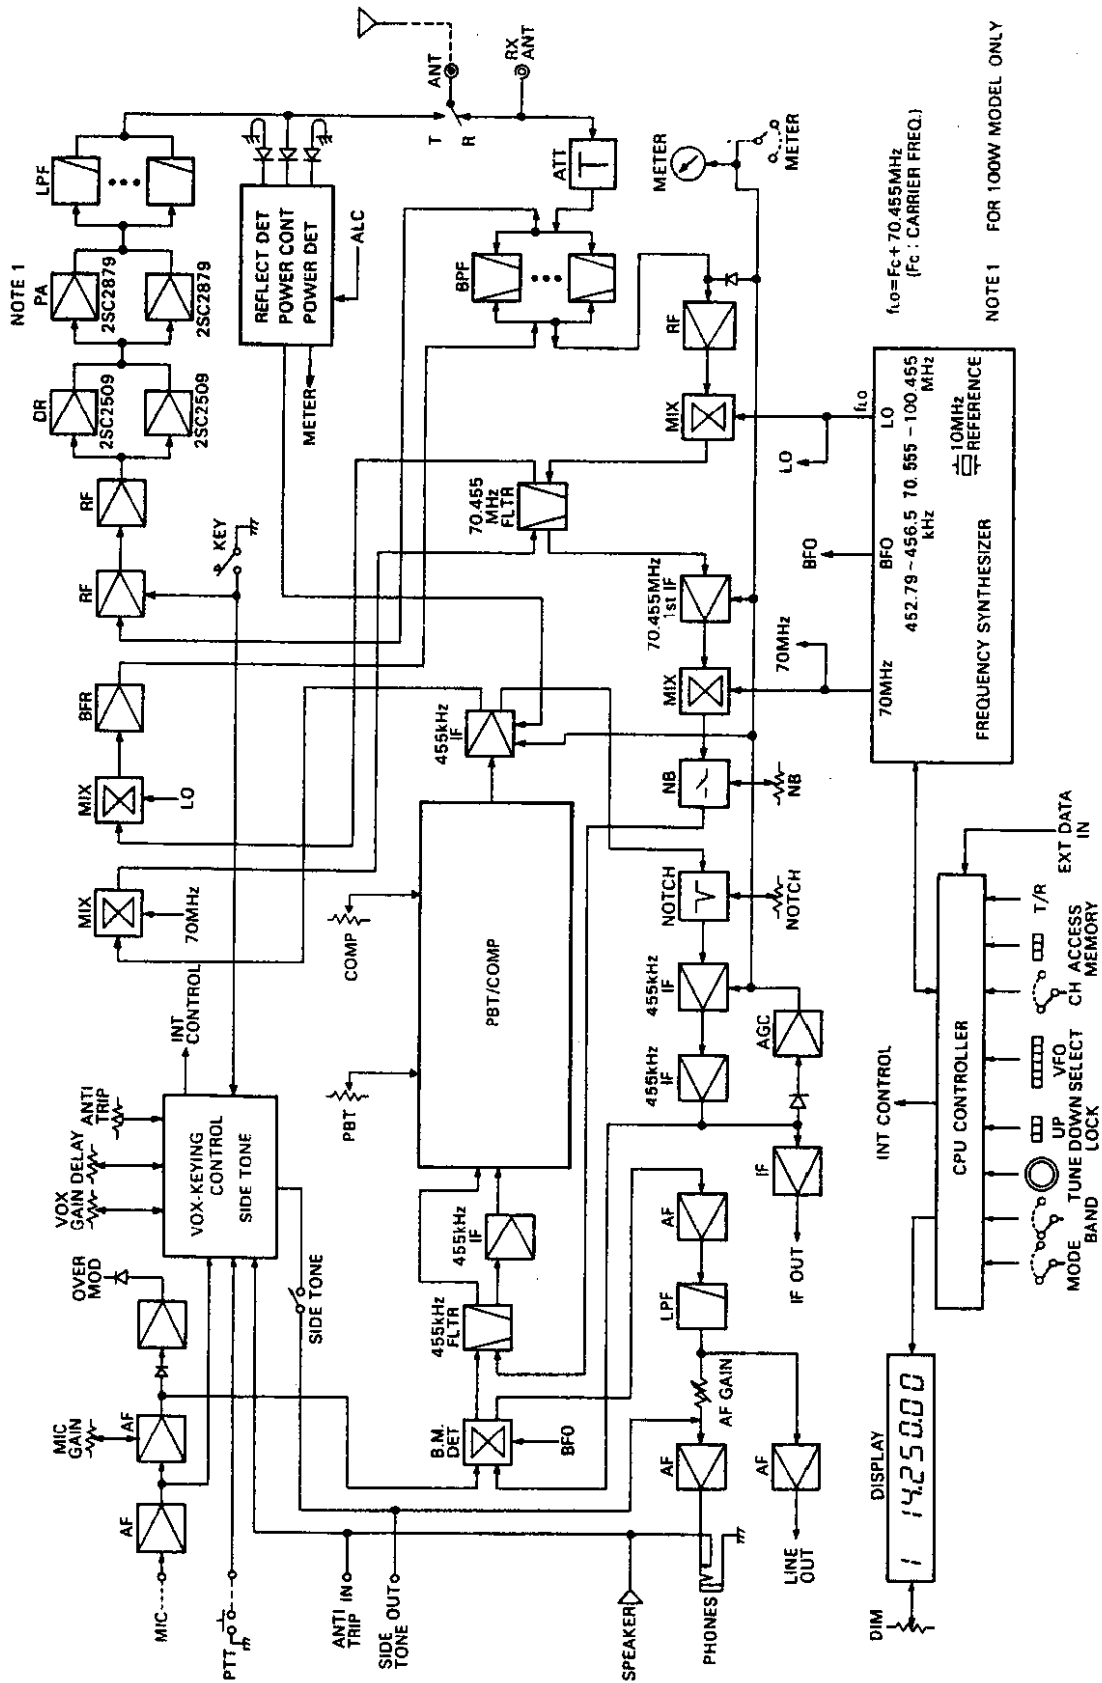 NOTE 1
MIC
AF
MIC
GAIN
AF
OVER
MOD
VOX
GAIN
DELAY
ANTI
TRIP
VOX-KEYING
CONTROL
SIDE TONE
INT
CONTROL
MIX
70MHz
MIX
LO
BFR
RF
RF
KEY
DR
2SC2509
2SC2509
PA
2SC2879
2SC2879
LPF
PTT
SIDE TONE
ANTI
TRIP
IN
SIDE
TONE
OUT
METER
REFLECT DET
POWER CONT
POWER DET
ALC
T
R
ANT
RX
ANT
ATT
B.M.
DET
BFO
455kHz
FLTR
455kHz
IF
PBT
COMP
PBT/COMP
455kHz
IF
70.455
MHz
FLTR
BPF
SPEAKER
PHONES
AF
AF GAIN
LPF
AF
455kHz
IF
455kHz
IF
NOTCH
NOTCH
NB
NB
MIX
70.455MHz
1st IF
MIX
RF
METER
METER
LINE
OUT
AF
IF OUT
IF
AGC
70MHz
BFO
LO
fLO=Fc+70.455MHz
(Fc : CARRIER FREQ.)
DIM
DISPLAY
1 14.250.00
INT CONTROL
CPU CONTROLLER
70MHz
BFO
LO
fLO
452.79~456.5
kHz
70.555-100.455
MHz
10MHz
REFERENCE
FREQUENCY SYNTHESIZER
NOTE 1 FOR 100W MODEL ONLY
MODE
BAND
TUNE
UP
DOWN
LOCK
VFO
SELECT
CH
ACCESS
MEMORY
T/R
EXT DATA
IN